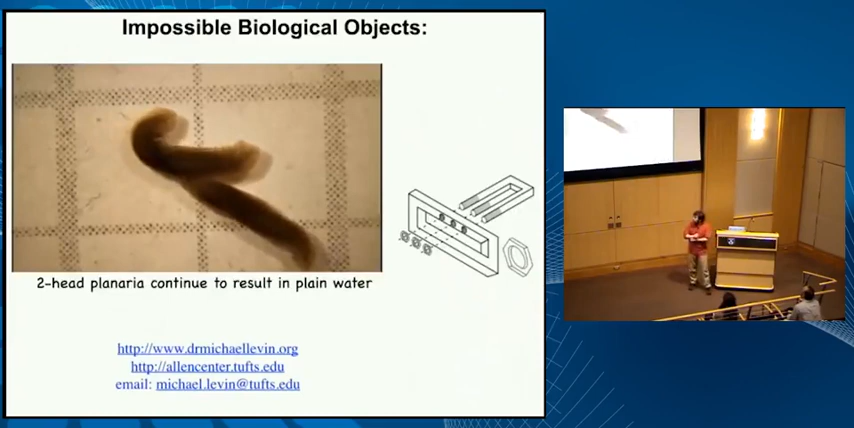 Impossible Biological Objects:
2-head planaria continue to result in plain water
http://www.drmichaellevin.org
http://allencenter.tufts.edu
email: michael.levin@tufts.edu